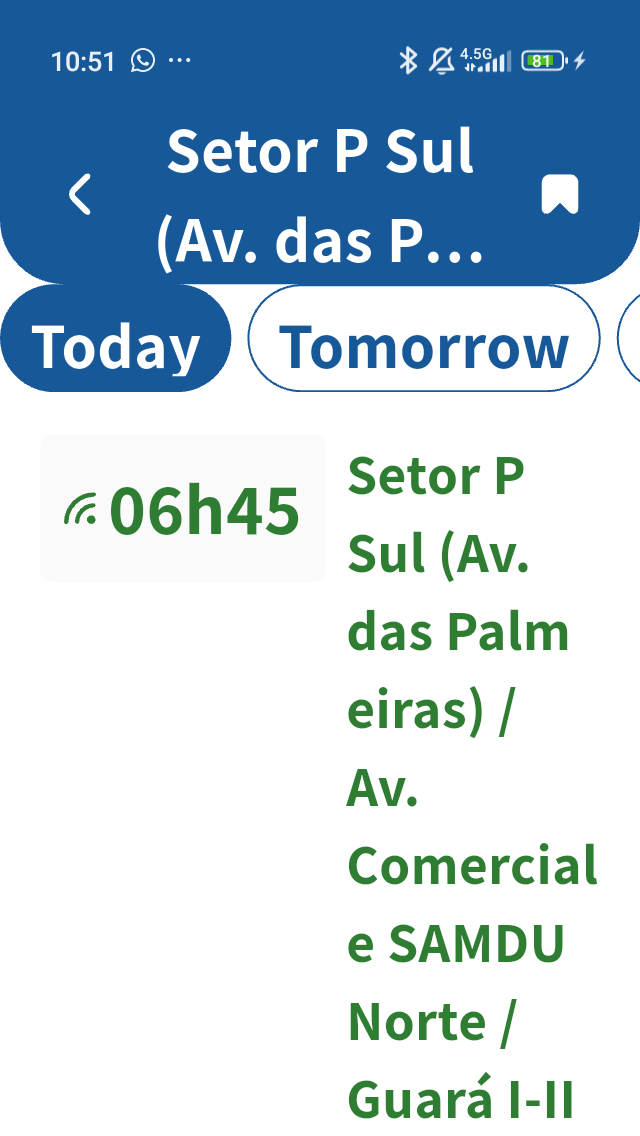 10:51
4.5G
81
Setor P Sul
(Av. das P...
Today
Tomorrow
06h45
Setor P
Sul (Av.
das Palm
eiras) /
Av.
Comercial
e SAMDU
Norte /
Guará I-II